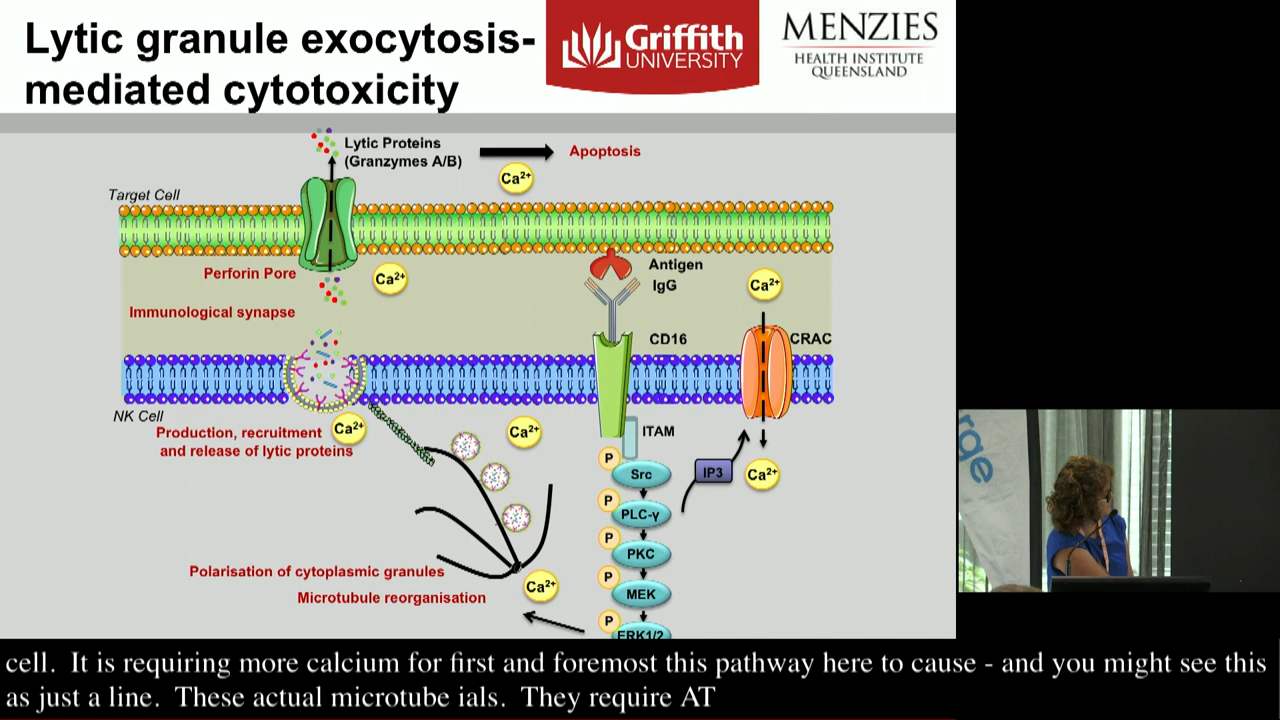 Lytic granule exocytosis-
mediated cytotoxicity
Griffith
UNIVERSITY
MENZIES
HEALTH INSTITUTE
QUEENSLAND
Lytic Proteins
(Granzymes A/B)
Apoptosis
Ca2+
Target Cell
Perforin Pore
Ca2+
Antigen
IgG
Ca2+
Immunological synapse
CD16
CRAC
NK Cell
Ca2+
Production, recruitment
and release of lytic proteins
Ca2+
ITAM
P
Src
IP3
Ca2+
P
PLC-γ
P
PKC
Polarisation of cytoplasmic granules
Ca2+
P
MEK
Microtubule reorganisation
P
ERK1/2
rge
cell. It is requiring more calcium for first and foremost this pathway here to cause - and you might see this
as just a line. These actual microtube ials. They require AT